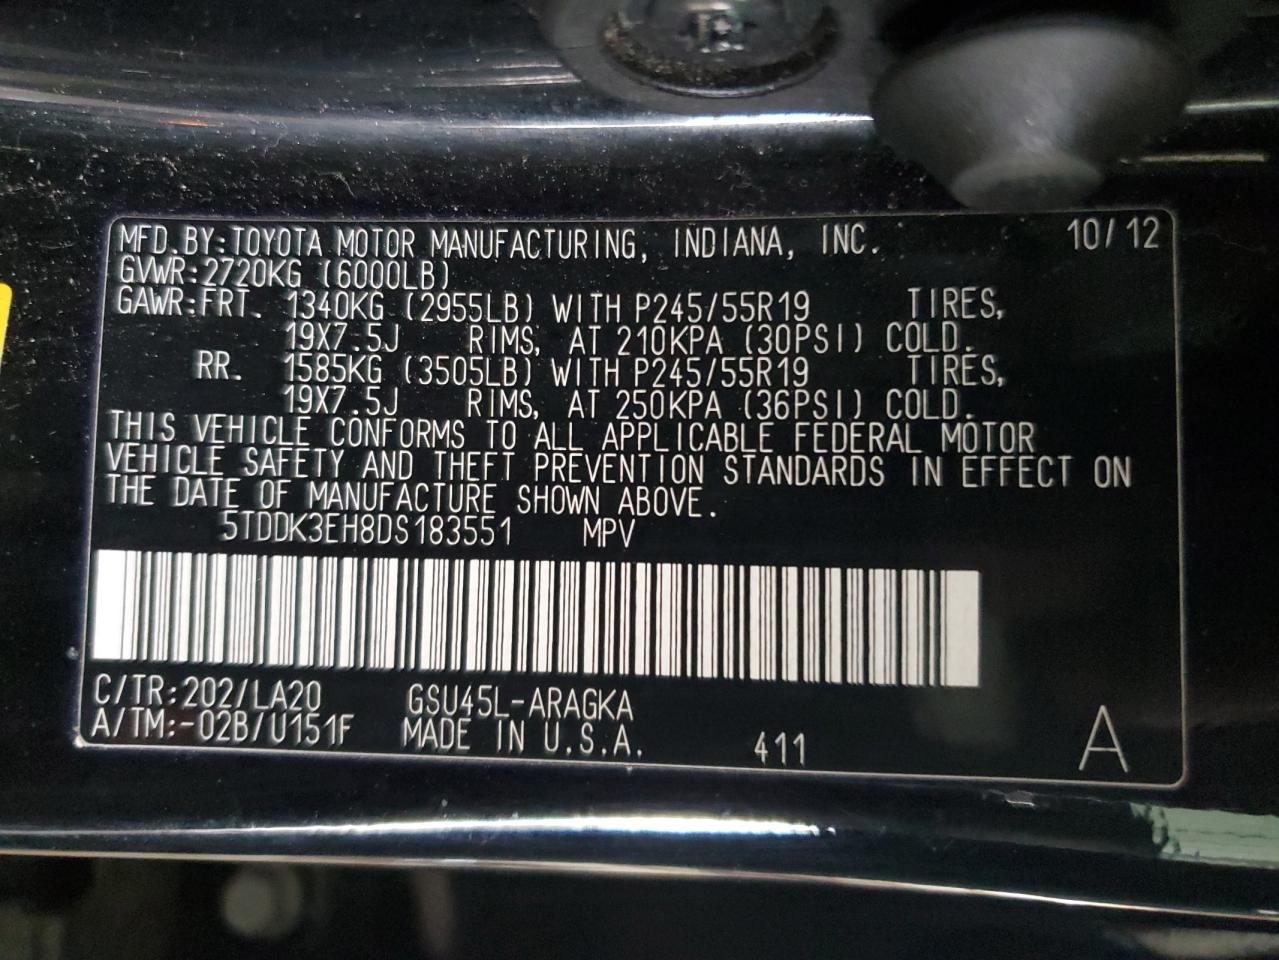 MFD.BY:TOYOTA MOTOR MANUFACTURING, INDIANA, INC. 10/12
GVWR:2720KG (6000LB)
GAWR:FRT. 1340KG (2955LB) WITH P245/55R19 TIRES,
19X7.5J RIMS, AT 210KPA (30PSI) COLD.
RR. 1585KG (3505LB) WITH P245/55R19 TIRES,
19X7.5J RIMS, AT 250KPA (36PSI) COLD.
THIS VEHICLE CONFORMS TO ALL APPLICABLE FEDERAL MOTOR
VEHICLE SAFETY AND THEFT PREVENTION STANDARDS IN EFFECT ON
THE DATE OF MANUFACTURE SHOWN ABOVE.
5TDDK3EH8DS183551 MPV
C/TR:202/LA20 GSU45L-ARAGKA
A/TM:-02B/U151F MADE IN U.S.A. 411 A